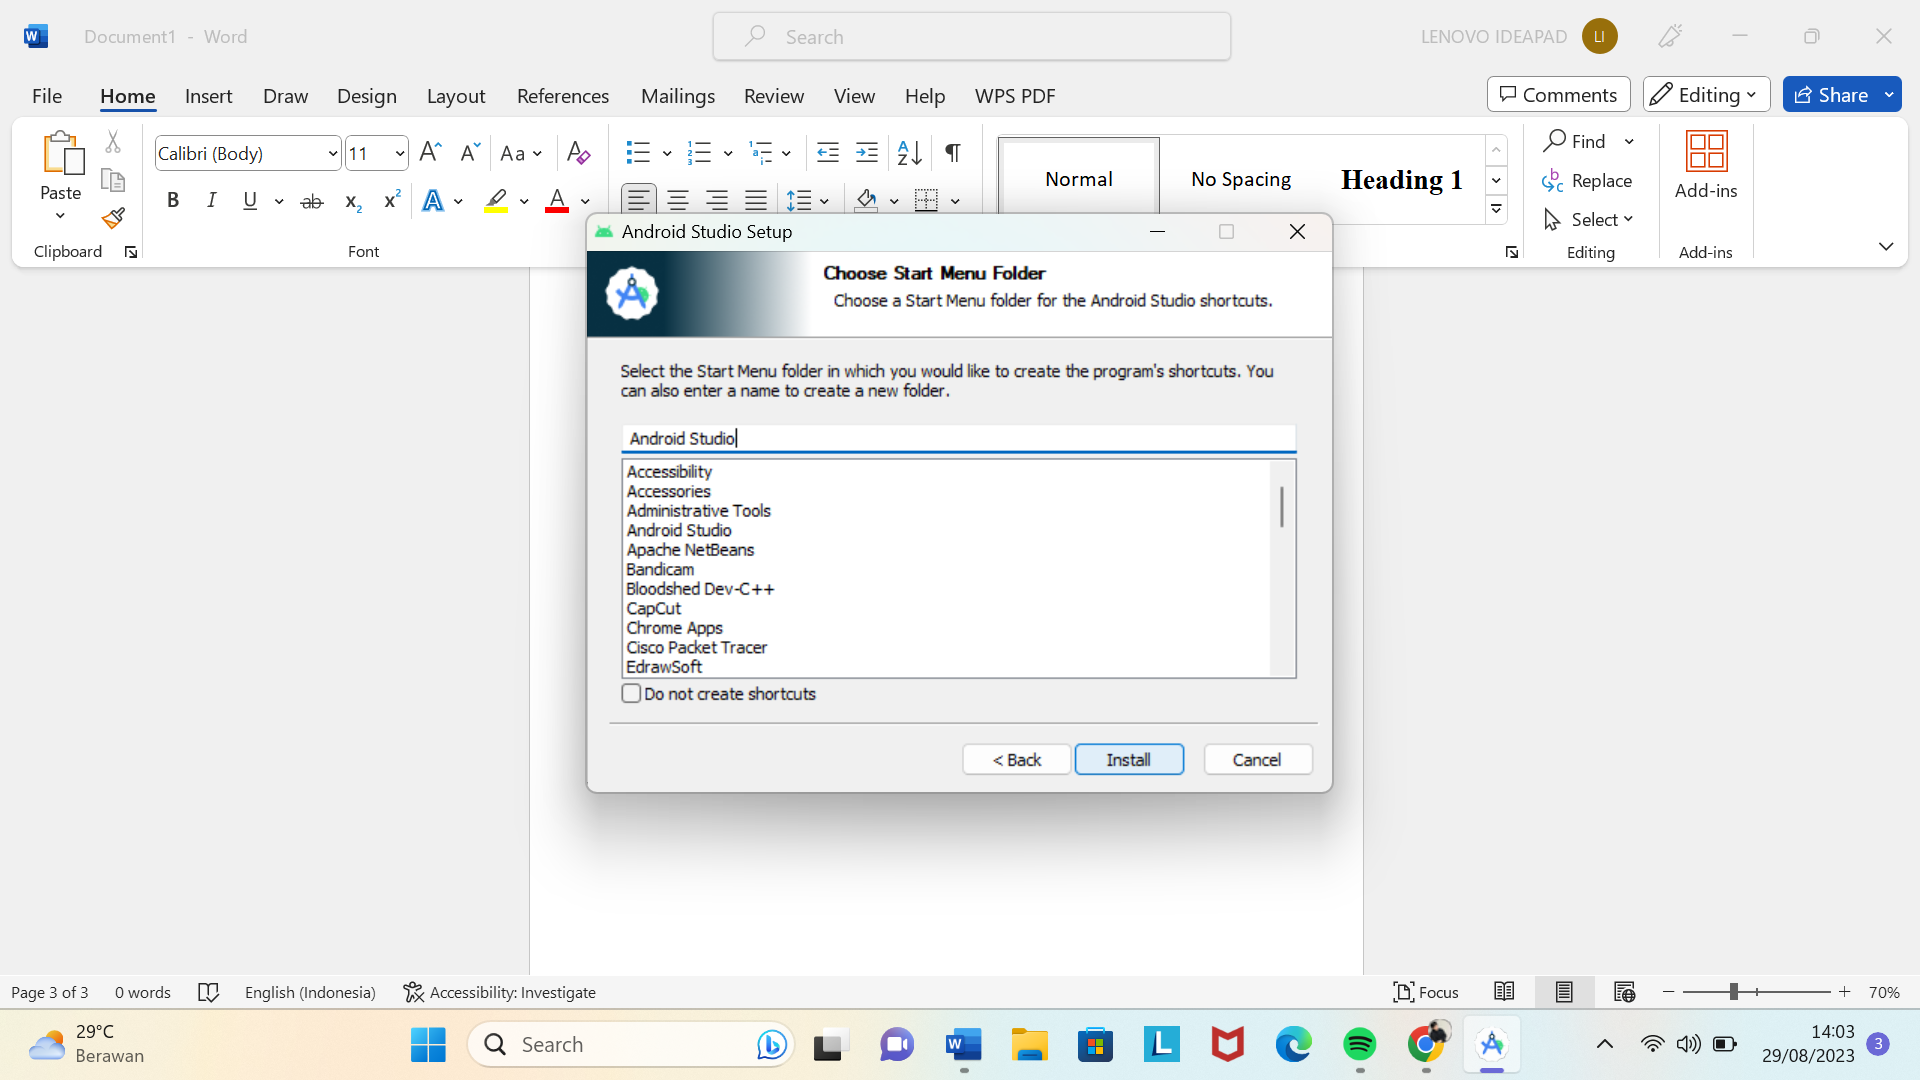 Document1 - Word
Search
LENOVO IDEAPAD
LI
File
Home
Insert
Draw
Design
Layout
References
Mailings
Review
View
Help
WPS PDF
Comments
Editing
Share
Paste
Clipboard
Calibri (Body)
11
Aa
B
I
U
ab
x2
x2
A
A
Font
Normal
No Spacing
Heading 1
Find
Replace
Select
Editing
Add-ins
Add-ins
Android Studio Setup
Choose Start Menu Folder
Choose a Start Menu folder for the Android Studio shortcuts.
Select the Start Menu folder in which you would like to create the program's shortcuts. You
can also enter a name to create a new folder.
Android Studio
Accessibility
Accessories
Administrative Tools
Android Studio
Apache NetBeans
Bandicam
Bloodshed Dev-C++
CapCut
Chrome Apps
Cisco Packet Tracer
EdrawSoft
Do not create shortcuts
< Back
Install
Cancel
Page 3 of 3
0 words
English (Indonesia)
Accessibility: Investigate
Focus
70%
29°C
Berawan
Search
14:03
29/08/2023
3